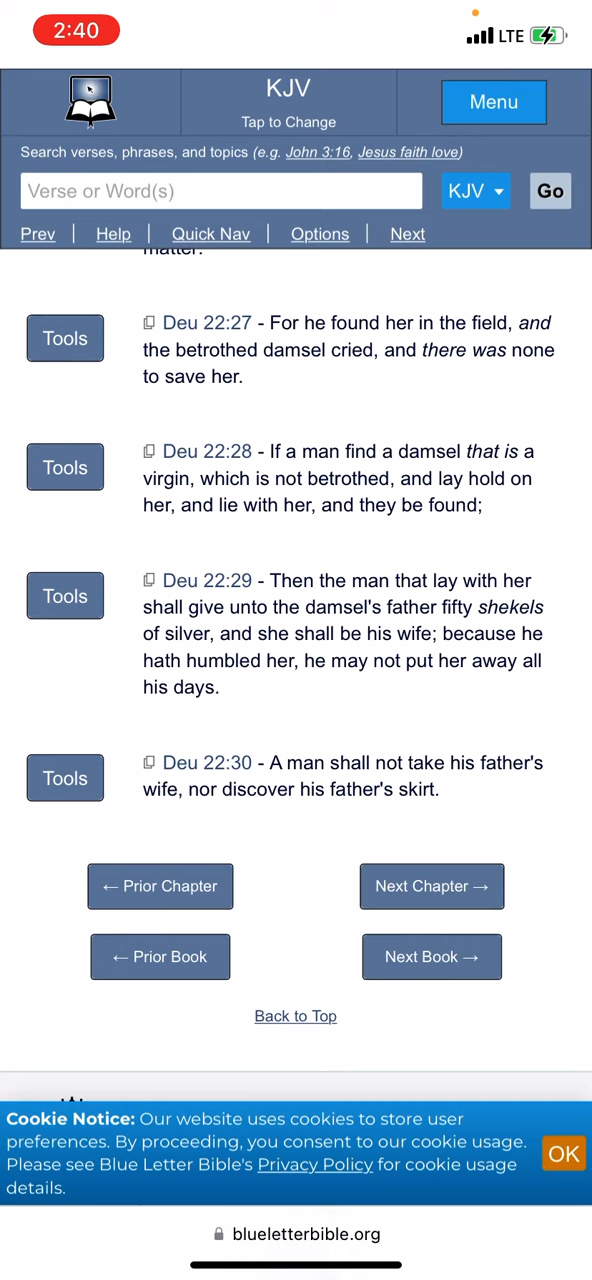 2:40
LTE
KJV
Tap to Change
Menu
Search verses, phrases, and topics (e.g. John 3:16, Jesus faith love)
Verse or Word(s)
KJV
Go
Prev | Help | Quick Nav | Options | Next
matter:
Tools
Deu 22:27 - For he found her in the field, and
the betrothed damsel cried, and there was none
to save her.
Tools
Deu 22:28 - If a man find a damsel that is a
virgin, which is not betrothed, and lay hold on
her, and lie with her, and they be found;
Tools
Deu 22:29 - Then the man that lay with her
shall give unto the damsel's father fifty shekels
of silver, and she shall be his wife; because he
hath humbled her, he may not put her away all
his days.
Tools
Deu 22:30 - A man shall not take his father's
wife, nor discover his father's skirt.
← Prior Chapter
Next Chapter →
← Prior Book
Next Book →
Back to Top
Cookie Notice: Our website uses cookies to store user
preferences. By proceeding, you consent to our cookie usage.
Please see Blue Letter Bible's Privacy Policy for cookie usage
details.
OK
blueletterbible.org